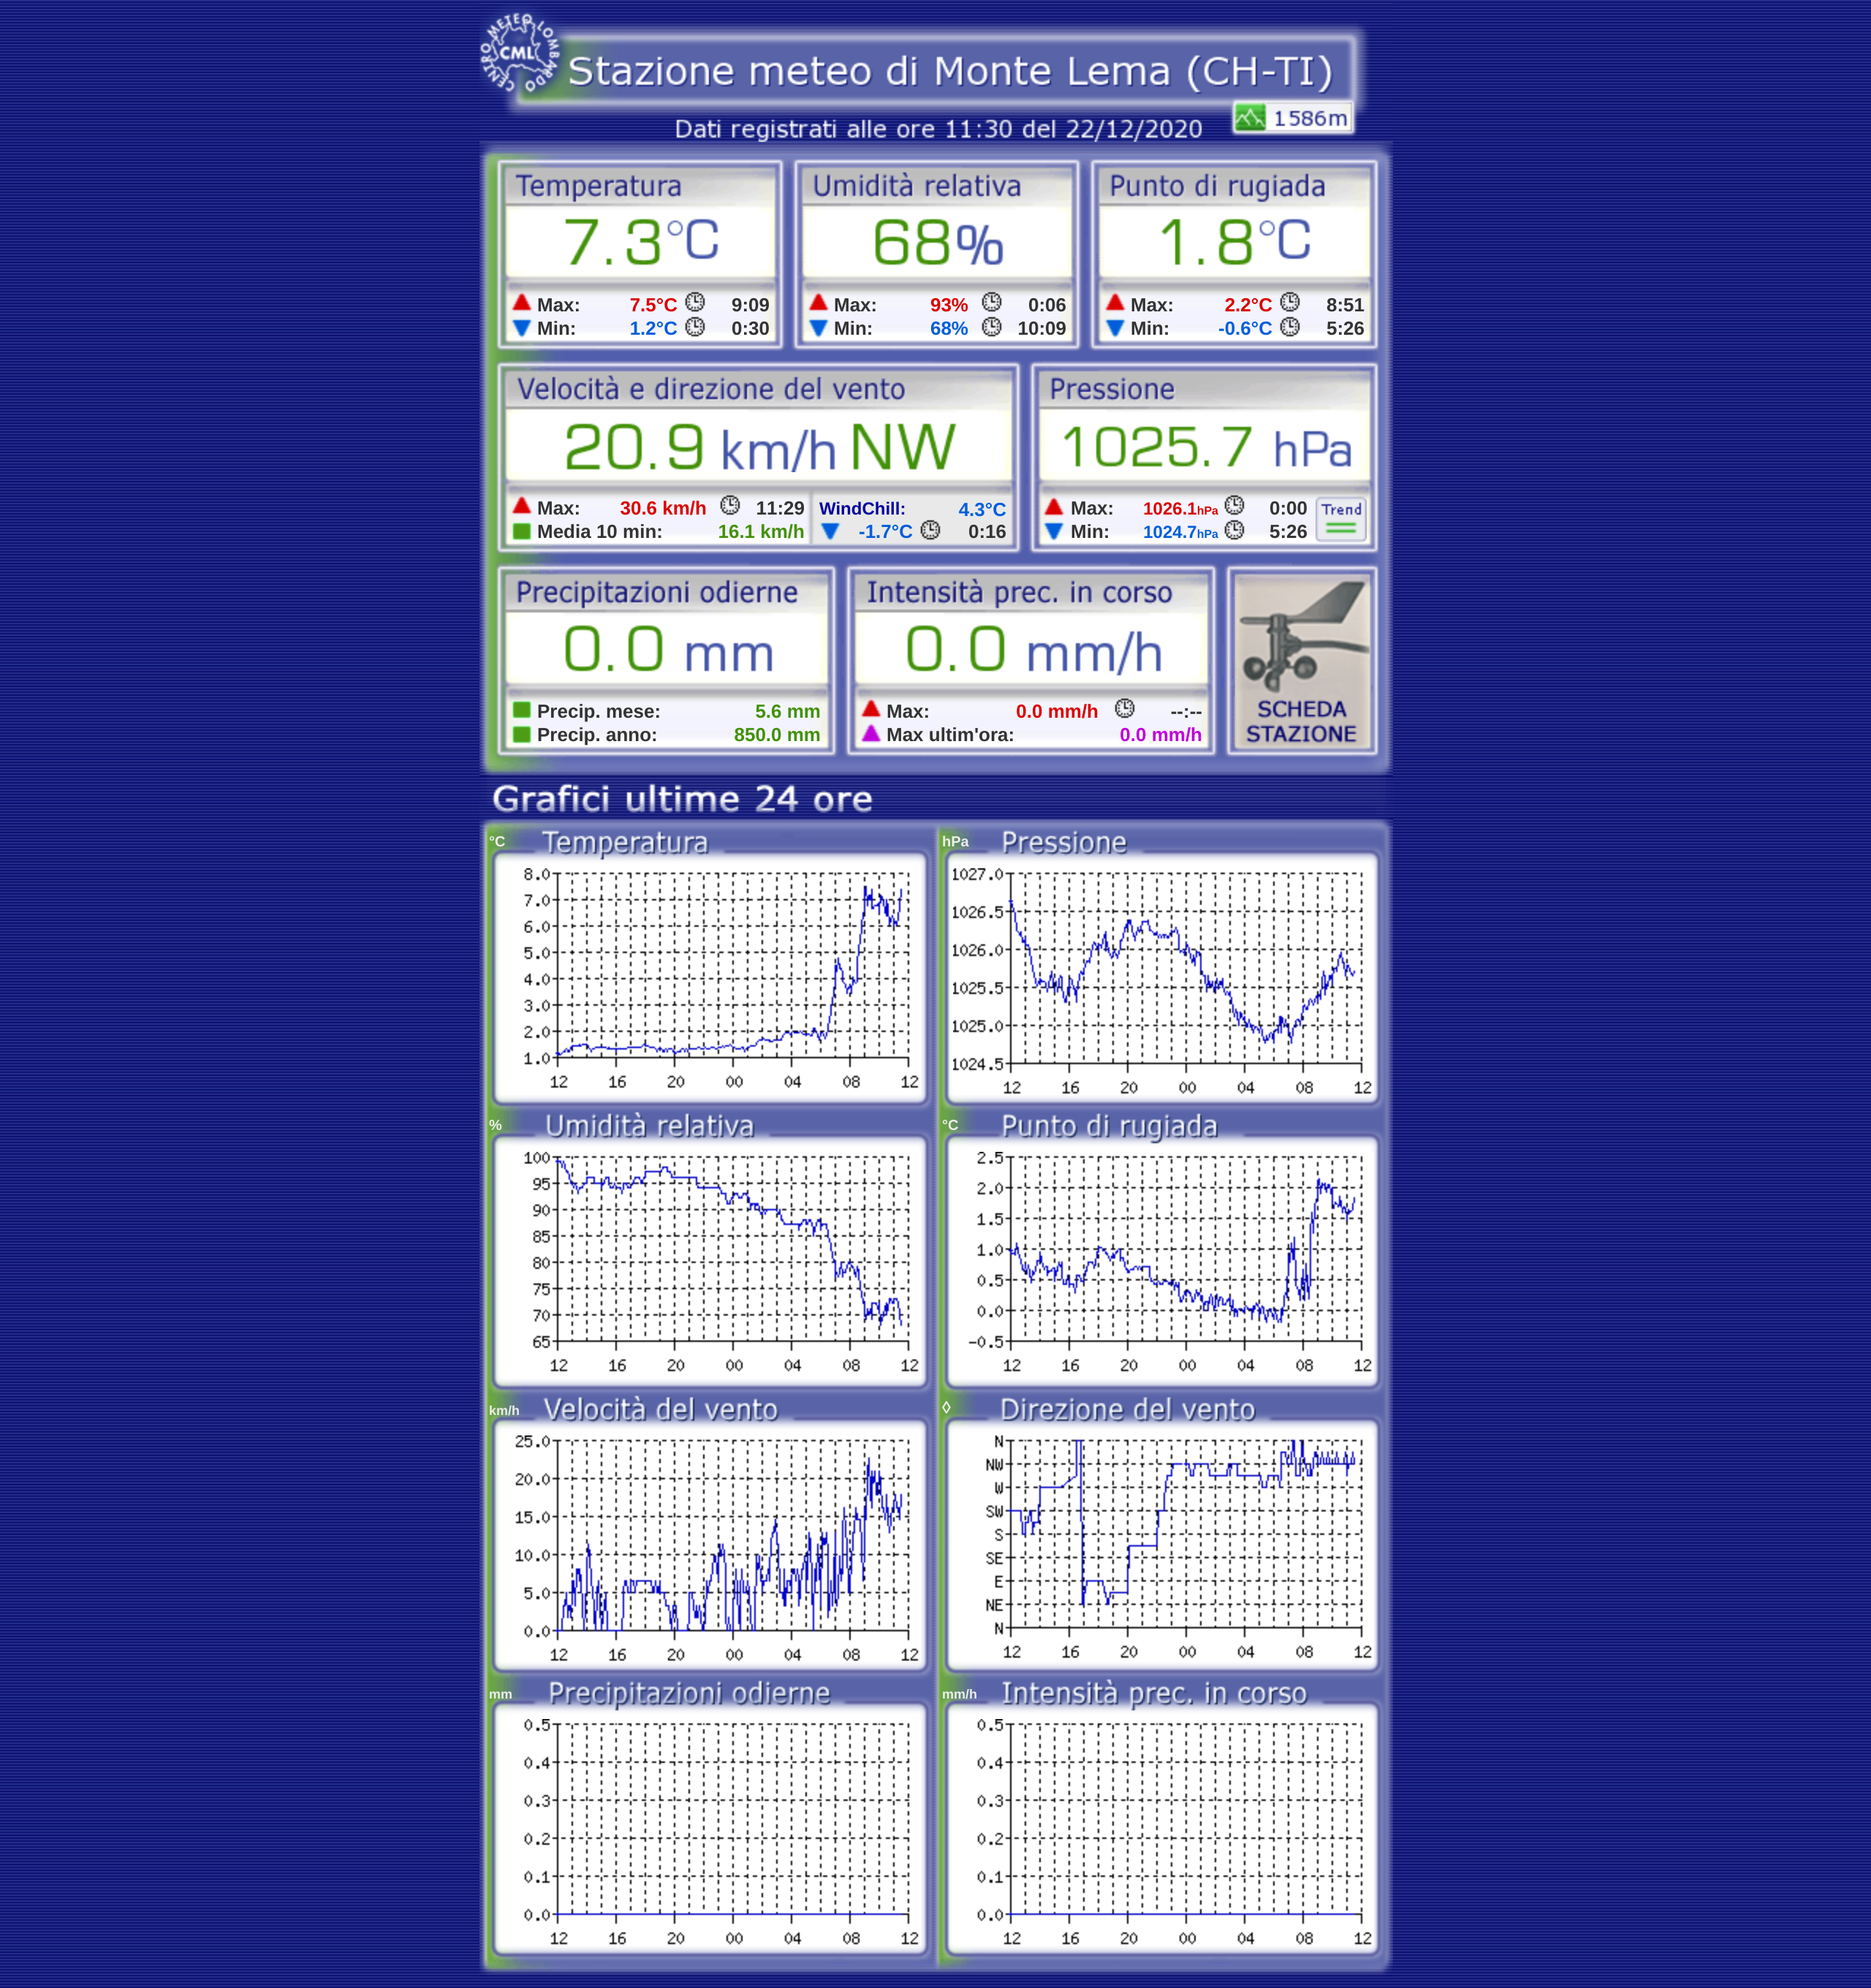 CENTRO METEO LOMBARDO
CML
Stazione meteo di Monte Lema (CH-TI)
1586m
Dati registrati alle ore 11:30 del 22/12/2020
Temperatura
7.3°C
Max: 7.5°C 9:09
Min: 1.2°C 0:30
Umidità relativa
68%
Max: 93% 0:06
Min: 68% 10:09
Punto di rugiada
1.8°C
Max: 2.2°C 8:51
Min: -0.6°C 5:26
Velocità e direzione del vento
20.9 km/h NW
Max: 30.6 km/h 11:29
Media 10 min: 16.1 km/h
WindChill: 4.3°C
-1.7°C 0:16
Pressione
1025.7 hPa
Max: 1026.1hPa 0:00
Min: 1024.7hPa 5:26
Trend
Precipitazioni odierne
0.0 mm
Precip. mese: 5.6 mm
Precip. anno: 850.0 mm
Intensità prec. in corso
0.0 mm/h
Max: 0.0 mm/h --:--
Max ultim'ora: 0.0 mm/h
SCHEDA
STAZIONE
Grafici ultime 24 ore
°C Temperatura
8.0
7.0
6.0
5.0
4.0
3.0
2.0
1.0
12 16 20 00 04 08 12
hPa Pressione
1027.0
1026.5
1026.0
1025.5
1025.0
1024.5
12 16 20 00 04 08 12
% Umidità relativa
100
95
90
85
80
75
70
65
12 16 20 00 04 08 12
°C Punto di rugiada
2.5
2.0
1.5
1.0
0.5
0.0
-0.5
12 16 20 00 04 08 12
km/h Velocità del vento
25.0
20.0
15.0
10.0
5.0
0.0
12 16 20 00 04 08 12
◊ Direzione del vento
N
NW
W
SW
S
SE
E
NE
N
12 16 20 00 04 08 12
mm Precipitazioni odierne
0.5
0.4
0.3
0.2
0.1
0.0
12 16 20 00 04 08 12
mm/h Intensità prec. in corso
0.5
0.4
0.3
0.2
0.1
0.0
12 16 20 00 04 08 12